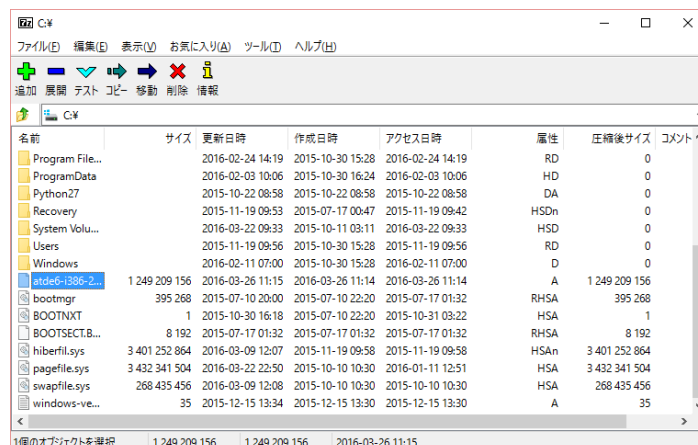 C:¥
ファイル(F) 編集(E) 表示(V) お気に入り(A) ツール(T) ヘルプ(H)
追加 展開 テスト コピー 移動 削除 情報
C:¥
名前 サイズ 更新日時 作成日時 アクセス日時 属性 圧縮後サイズ コメント
Program File... 2016-02-24 14:19 2015-10-30 15:28 2016-02-24 14:19 RD 0
ProgramData 2016-02-03 10:06 2015-10-30 16:24 2016-02-03 10:06 HD 0
Python27 2015-10-22 08:58 2015-10-22 08:58 2015-10-22 08:58 DA 0
Recovery 2015-11-19 09:53 2015-07-17 00:47 2015-11-19 09:42 HSDn 0
System Volu... 2016-03-22 09:33 2015-10-11 03:11 2016-03-22 09:33 HSD 0
Users 2015-11-19 09:56 2015-10-30 15:28 2015-11-19 09:56 RD 0
Windows 2016-02-11 07:00 2015-10-30 15:28 2016-02-11 07:00 D 0
atde6-i386-2... 1 249 209 156 2016-03-26 11:15 2016-03-26 11:14 2016-03-26 11:14 A 1 249 209 156
bootmgr 395 268 2015-07-10 20:00 2015-07-10 22:20 2015-07-17 01:32 RHSA 395 268
BOOTNXT 1 2015-10-30 16:18 2015-07-10 22:20 2015-10-31 03:22 HSA 1
BOOTSECT.B... 8 192 2015-07-17 01:32 2015-07-17 01:32 2015-07-17 01:32 RHSA 8 192
hiberfil.sys 3 401 252 864 2016-03-09 12:07 2015-11-19 09:58 2015-11-19 09:58 HSAn 3 401 252 864
pagefile.sys 3 432 341 504 2016-03-22 22:50 2015-10-10 10:30 2016-01-11 12:51 HSA 3 432 341 504
swapfile.sys 268 435 456 2016-03-09 12:08 2015-10-10 10:30 2015-10-10 10:30 HSA 268 435 456
windows-ve... 35 2015-12-15 13:34 2015-12-15 13:30 2015-12-15 13:30 A 35
1個のオブジェクトを選択 1 249 209 156 1 249 209 156 2016-03-26 11:15